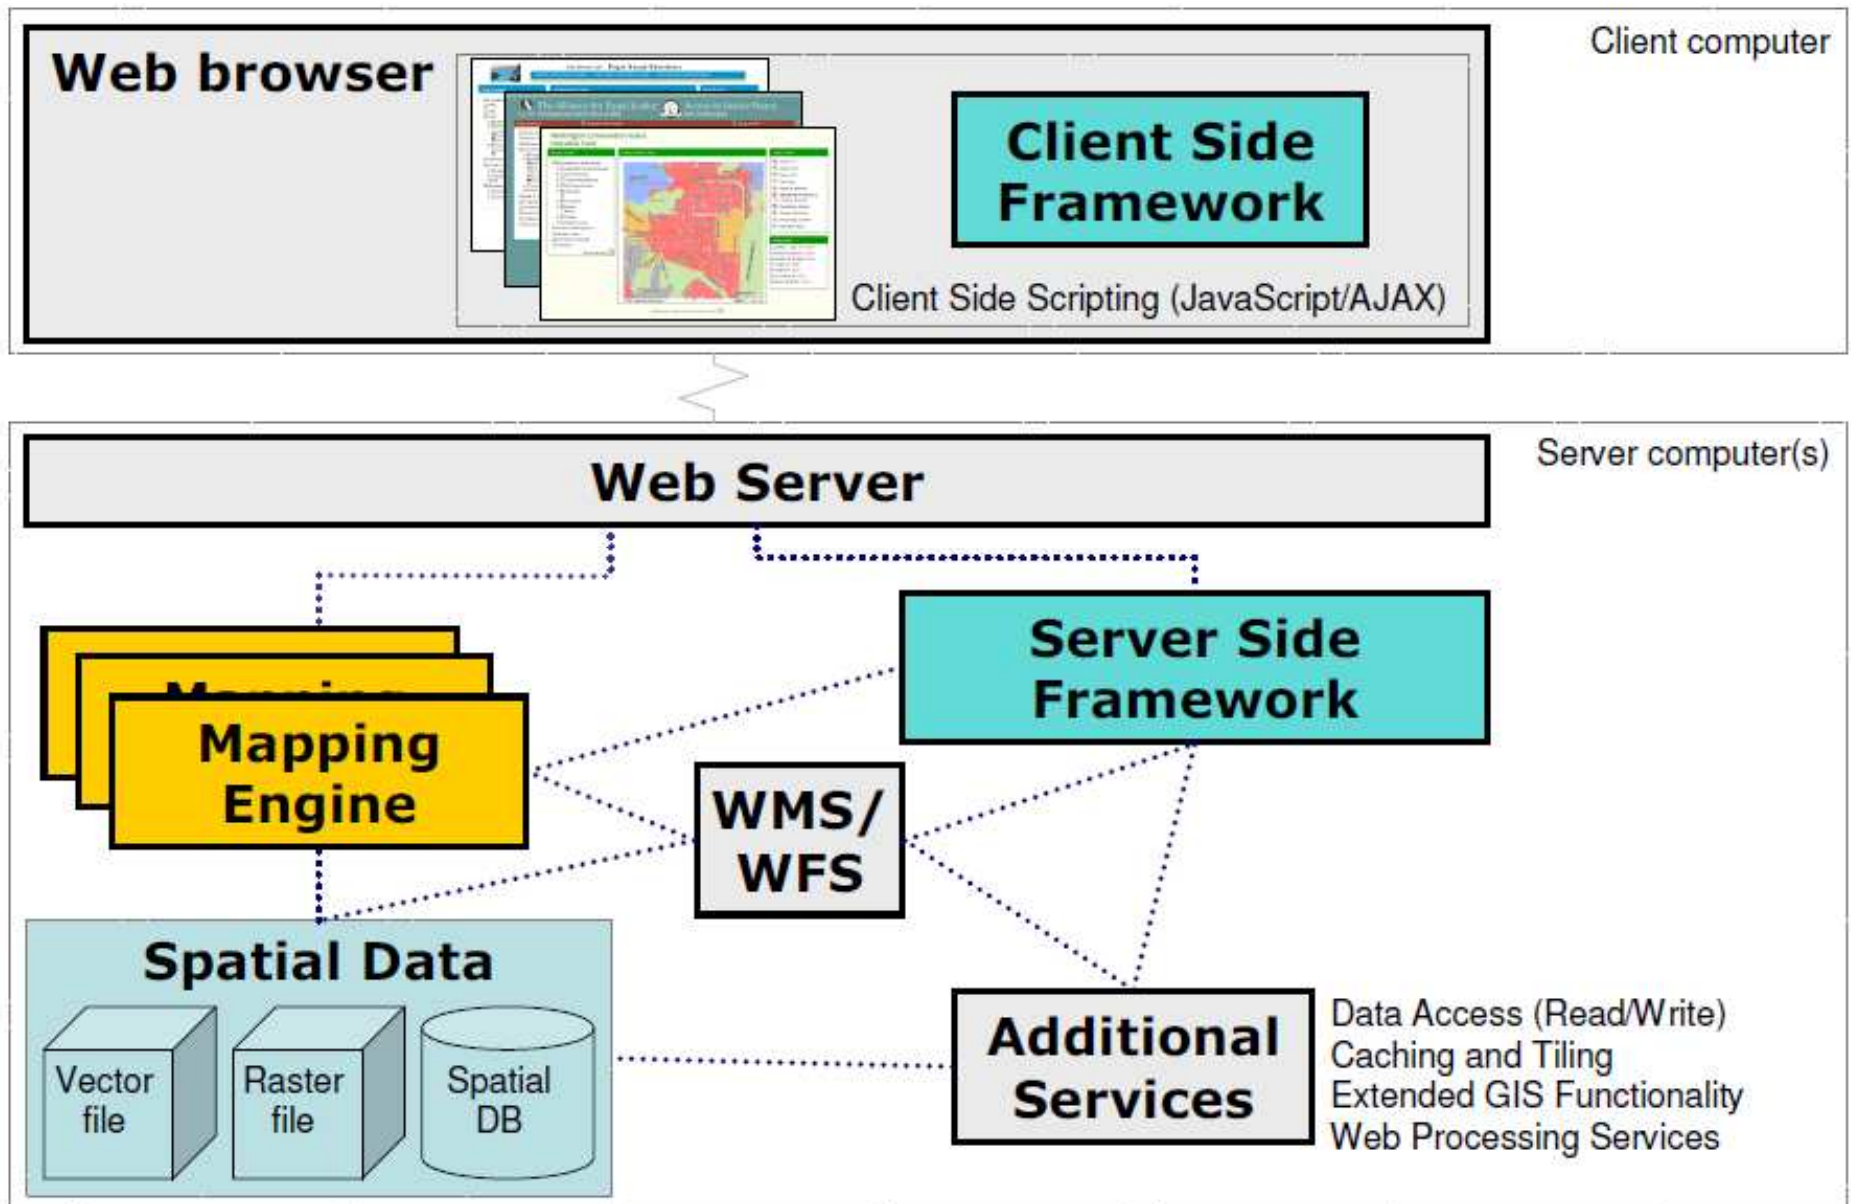 Client computer
Web browser
Client Side
Framework
Client Side Scripting (JavaScript/AJAX)
Server computer(s)
Web Server
Server Side
Framework
Mapping
Mapping
Engine
WMS/
WFS
Spatial Data
Vector
file
Raster
file
Spatial
DB
Additional
Services
Data Access (Read/Write)
Caching and Tiling
Extended GIS Functionality
Web Processing Services